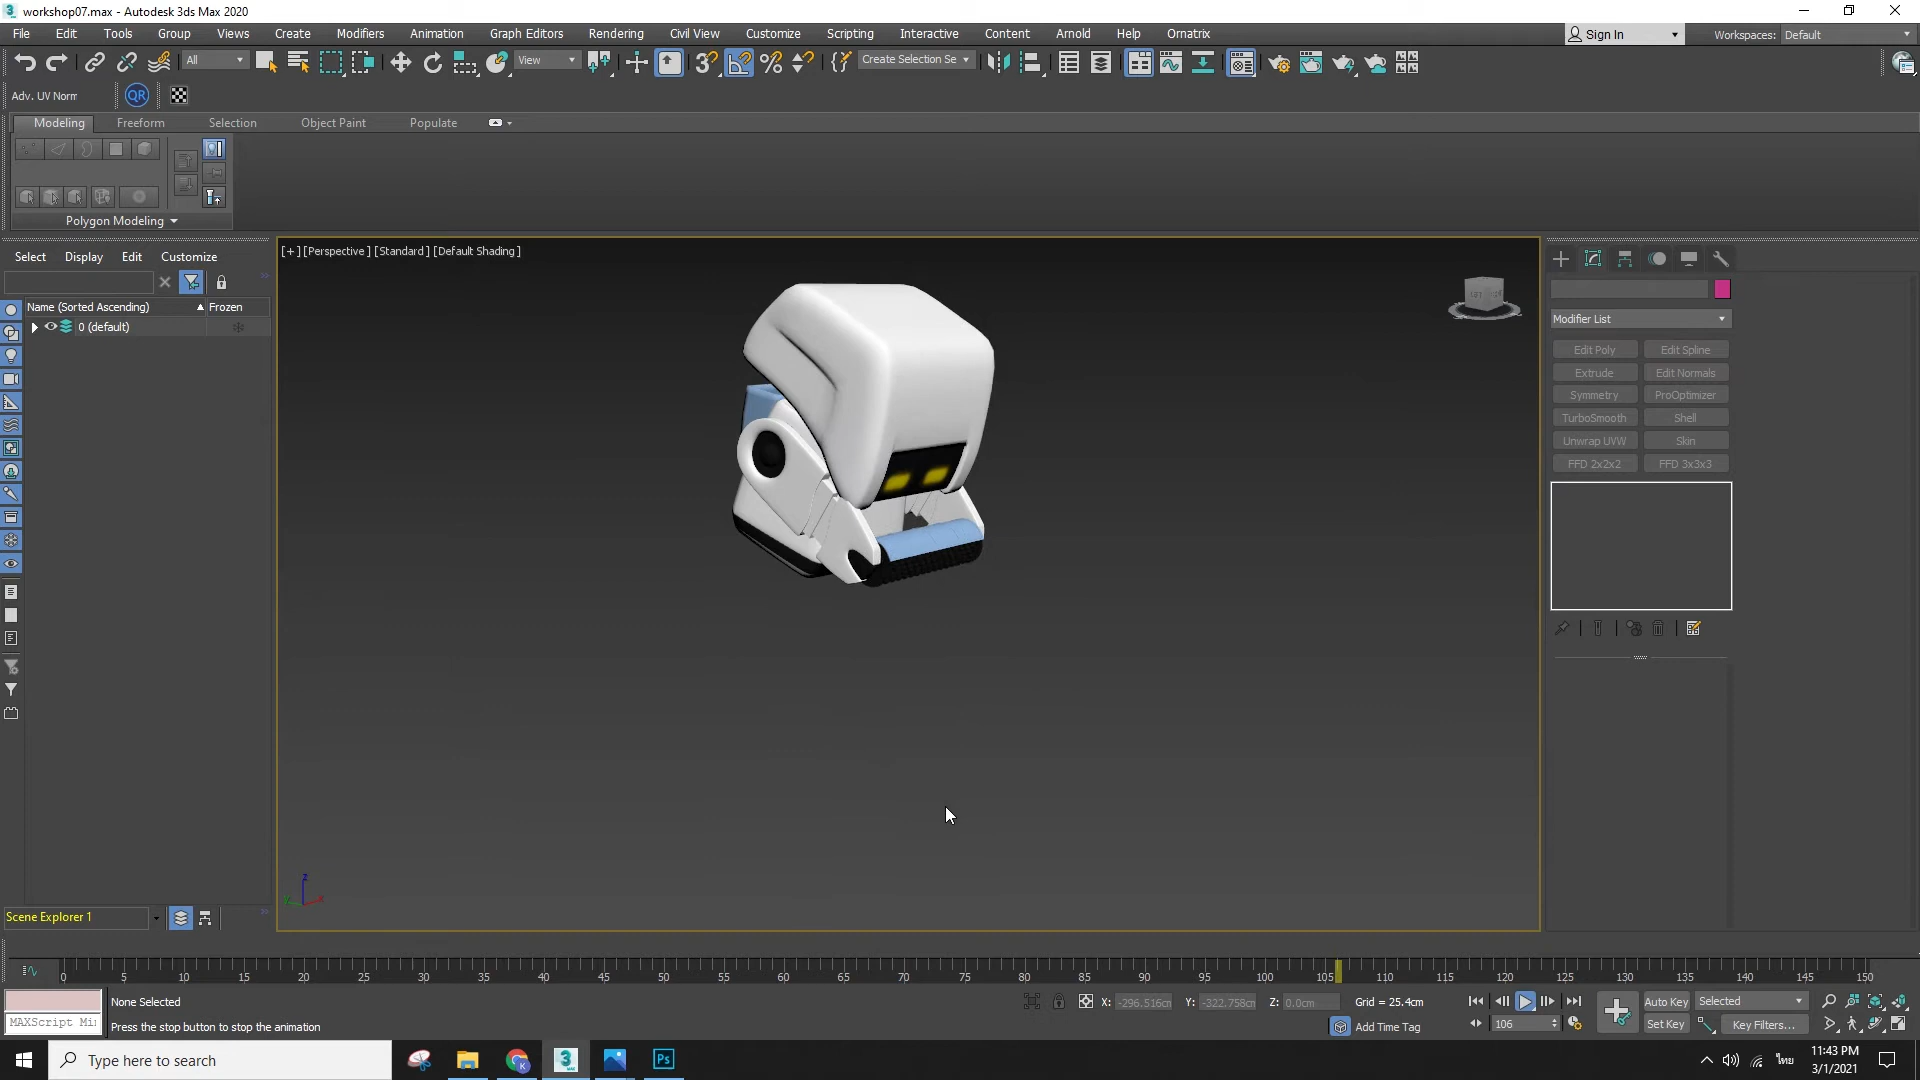 workshop07.max - Autodesk 3ds Max 2020
File Edit Tools Group Views Create Modifiers Animation Graph Editors Rendering Civil View Customize Scripting Interactive Content Arnold Help Ornatrix Sign In Workspaces: Default
All View Create Selection Se
Adv. UV Norm QR
Modeling Freeform Selection Object Paint Populate
Polygon Modeling
Select Display Edit Customize
[+] [Perspective] [Standard] [Default Shading]
Name (Sorted Ascending) Frozen
0 (default)
Modifier List
Edit Poly Edit Spline
Extrude Edit Normals
Symmetry ProOptimizer
TurboSmooth Shell
Unwrap UVW Skin
FFD 2x2x2 FFD 3x3x3
z
x
Scene Explorer 1
0 5 10 15 20 25 30 35 40 45 50 55 60 65 70 75 80 85 90 95 100 105 110 115 120 125 130 135 140 145 150
None Selected X: -296.516cm Y: -322.758cm Z: 0.0cm Grid = 25.4cm Auto Key Selected
MAXScript Mi Press the stop button to stop the animation Add Time Tag 106 Set Key Key Filters...
Type here to search
3
MAX
Ps
ไทย
11:43 PM
3/1/2021